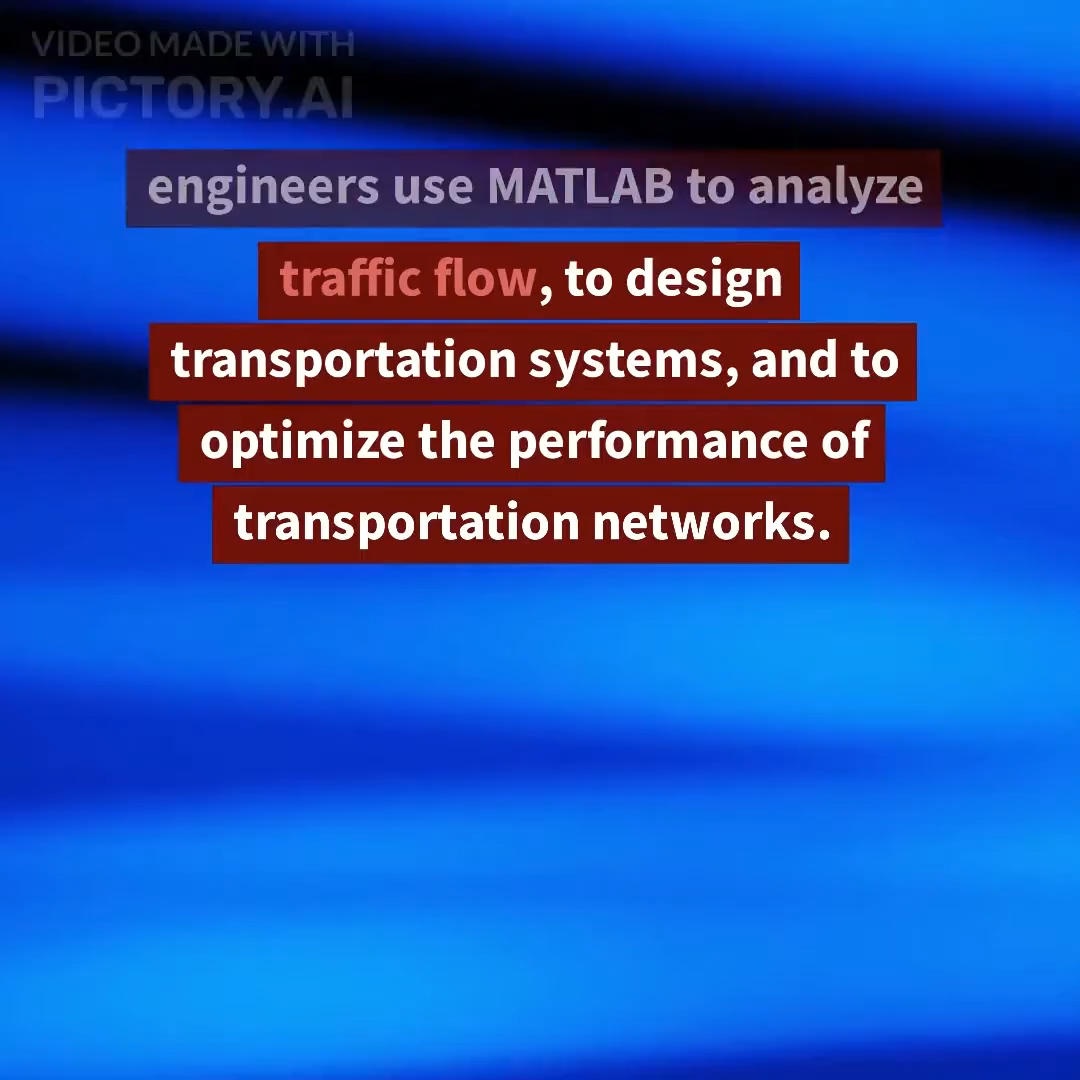 VIDEO MADE WITH
PICTORY.AI
engineers use MATLAB to analyze
traffic flow, to design
transportation systems, and to
optimize the performance of
transportation networks.